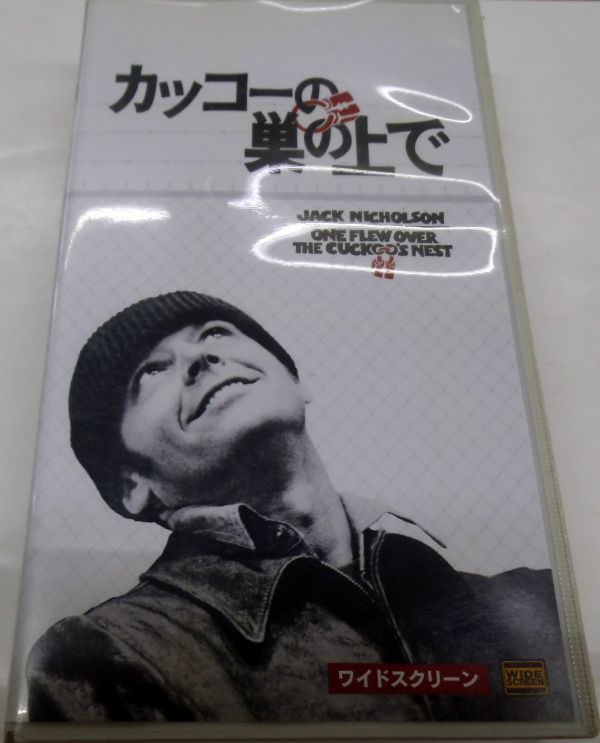 カッコーの
巣の上で
JACK NICHOLSON
ONE FLEW OVER
THE CUCKOO'S NEST
ワイドスクリーン
WIDE
SCREEN